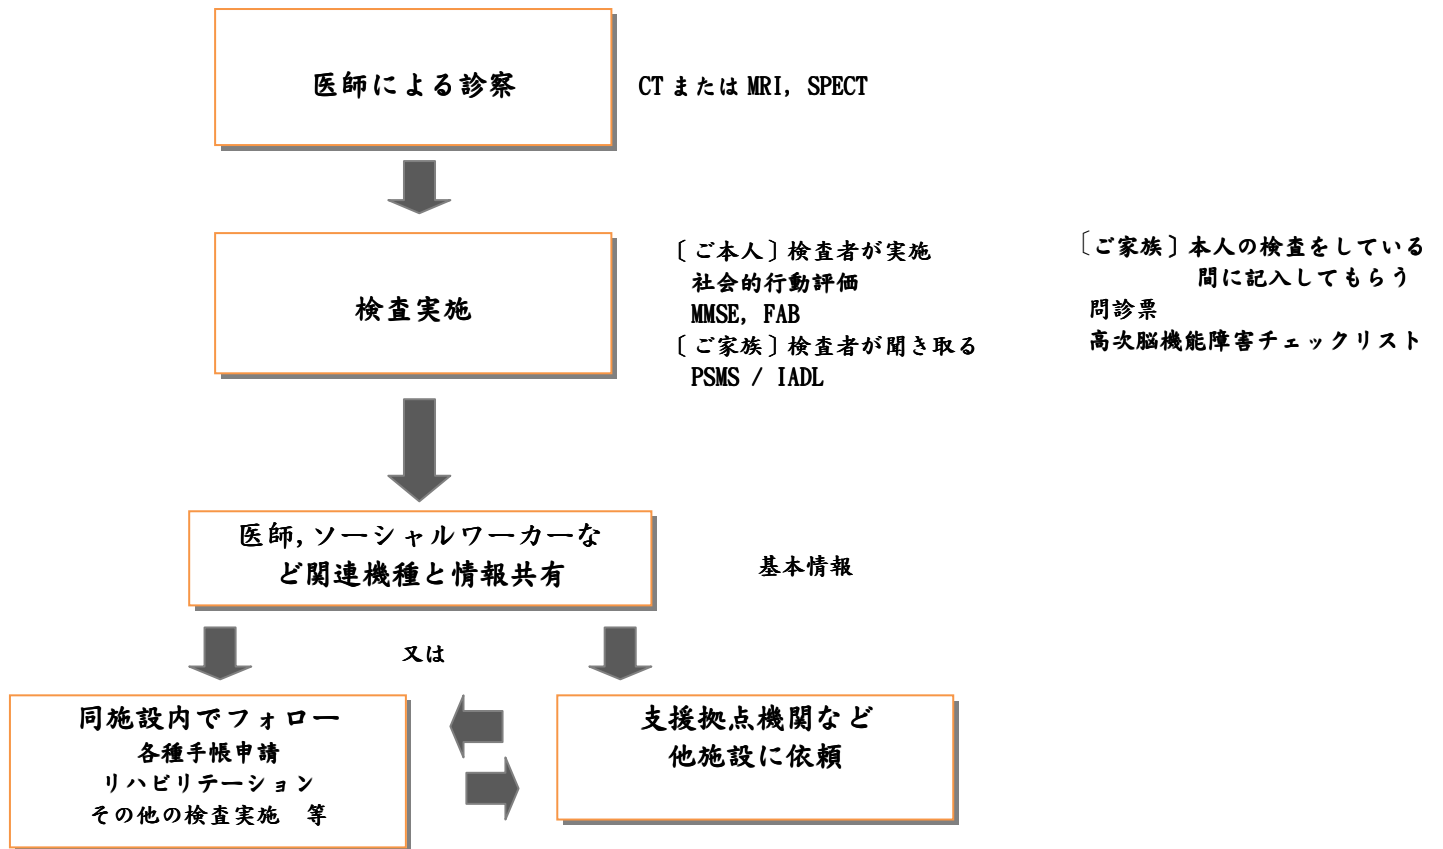 医師による診察
CT または MRI, SPECT
検査実施
〔ご本人〕検査者が実施
社会的行動評価
MMSE, FAB
〔ご家族〕検査者が聞き取る
PSMS / IADL
〔ご家族〕本人の検査をしている
間に記入してもらう
問診票
高次脳機能障害チェックリスト
医師,ソーシャルワーカーな
ど関連機種と情報共有
基本情報
又は
同施設内でフォロー
各種手帳申請
リハビリテーション
その他の検査実施　等
支援拠点機関など
他施設に依頼